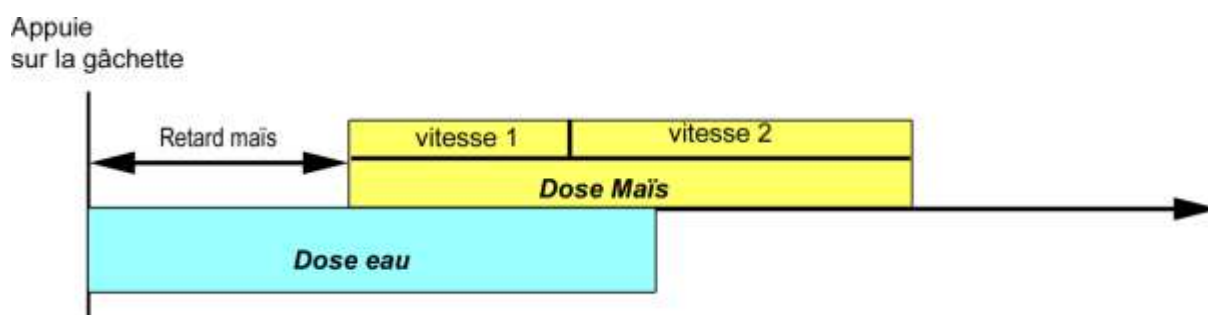 Appuie
sur la gâchette
Retard maïs
vitesse 1
vitesse 2
Dose Maïs
Dose eau